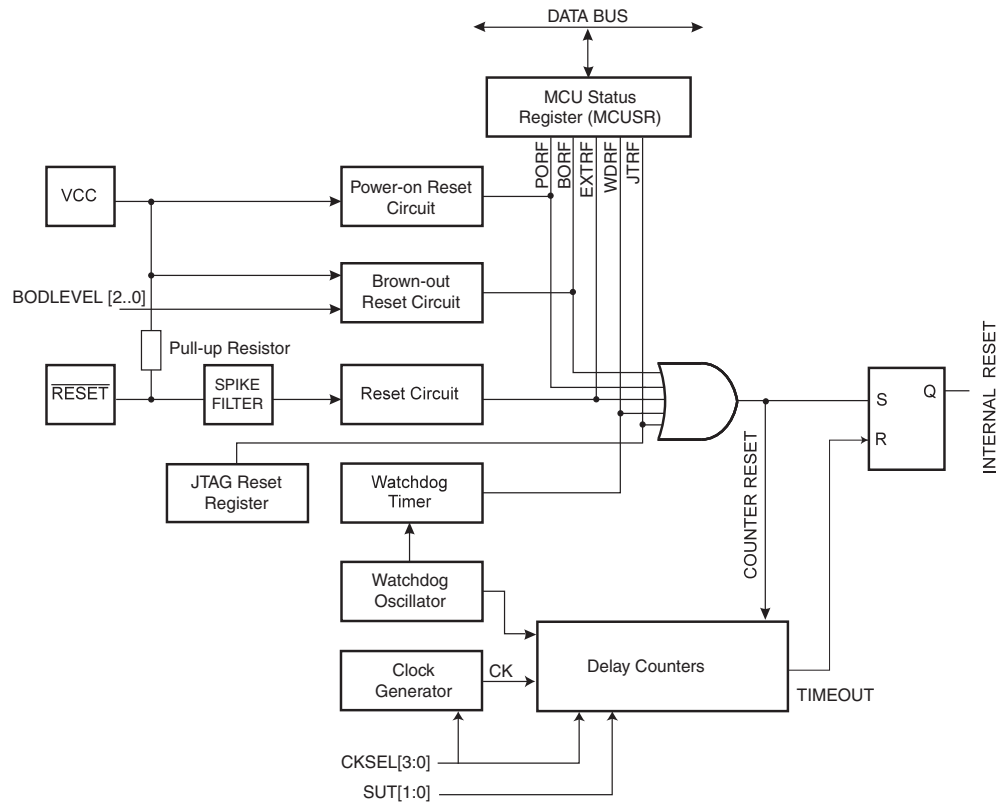 DATA BUS
MCU Status
Register (MCUSR)
PORF
BORF
EXTRF
WDRF
JTRF
VCC
Power-on Reset
Circuit
Brown-out
Reset Circuit
BODLEVEL [2..0]
Pull-up Resistor
RESET
SPIKE
FILTER
Reset Circuit
JTAG Reset
Register
Watchdog
Timer
Watchdog
Oscillator
Clock
Generator
CK
Delay Counters
COUNTER RESET
S
Q
R
INTERNAL RESET
TIMEOUT
CKSEL[3:0]
SUT[1:0]